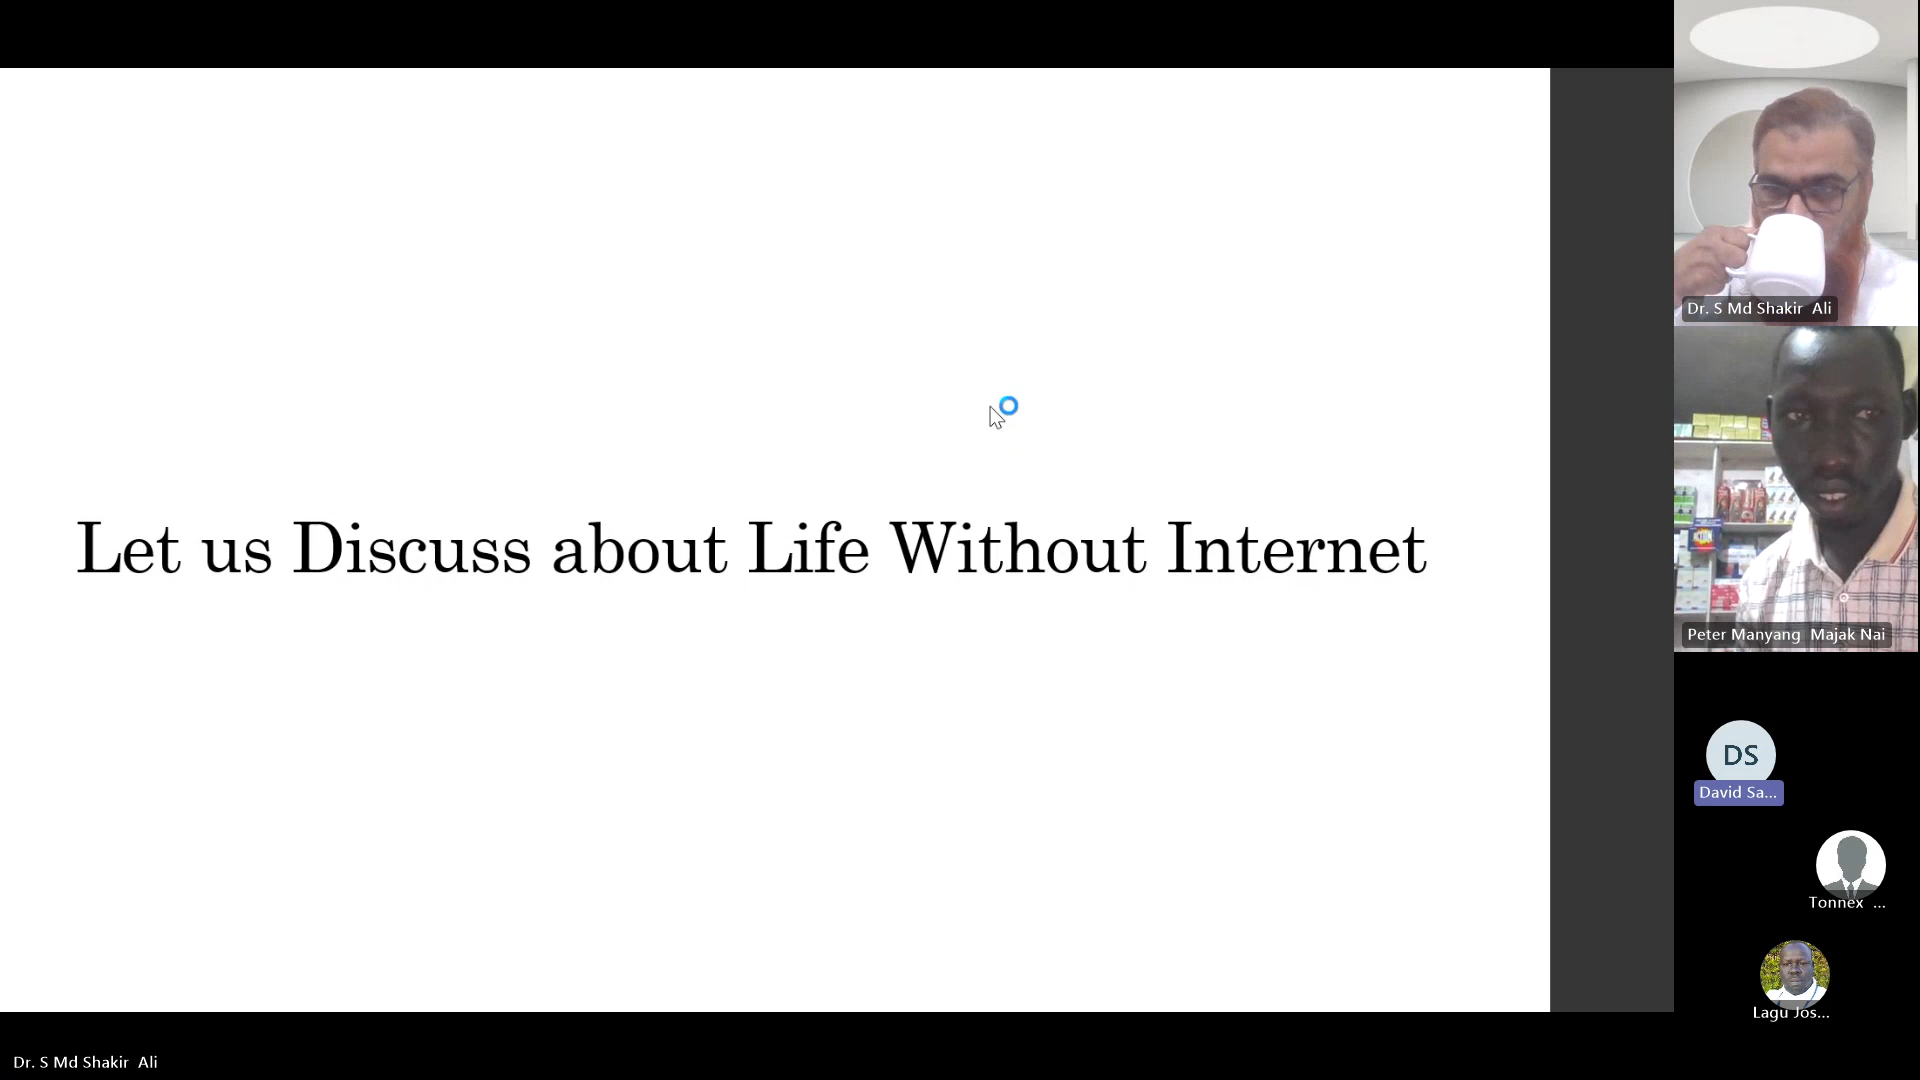 Let us Discuss about Life Without Internet
Dr. S Md Shakir Ali
Peter Manyang Majak Nai
DS
David Sa...
Tonnex ...
Lagu Jos...
Dr. S Md Shakir Ali